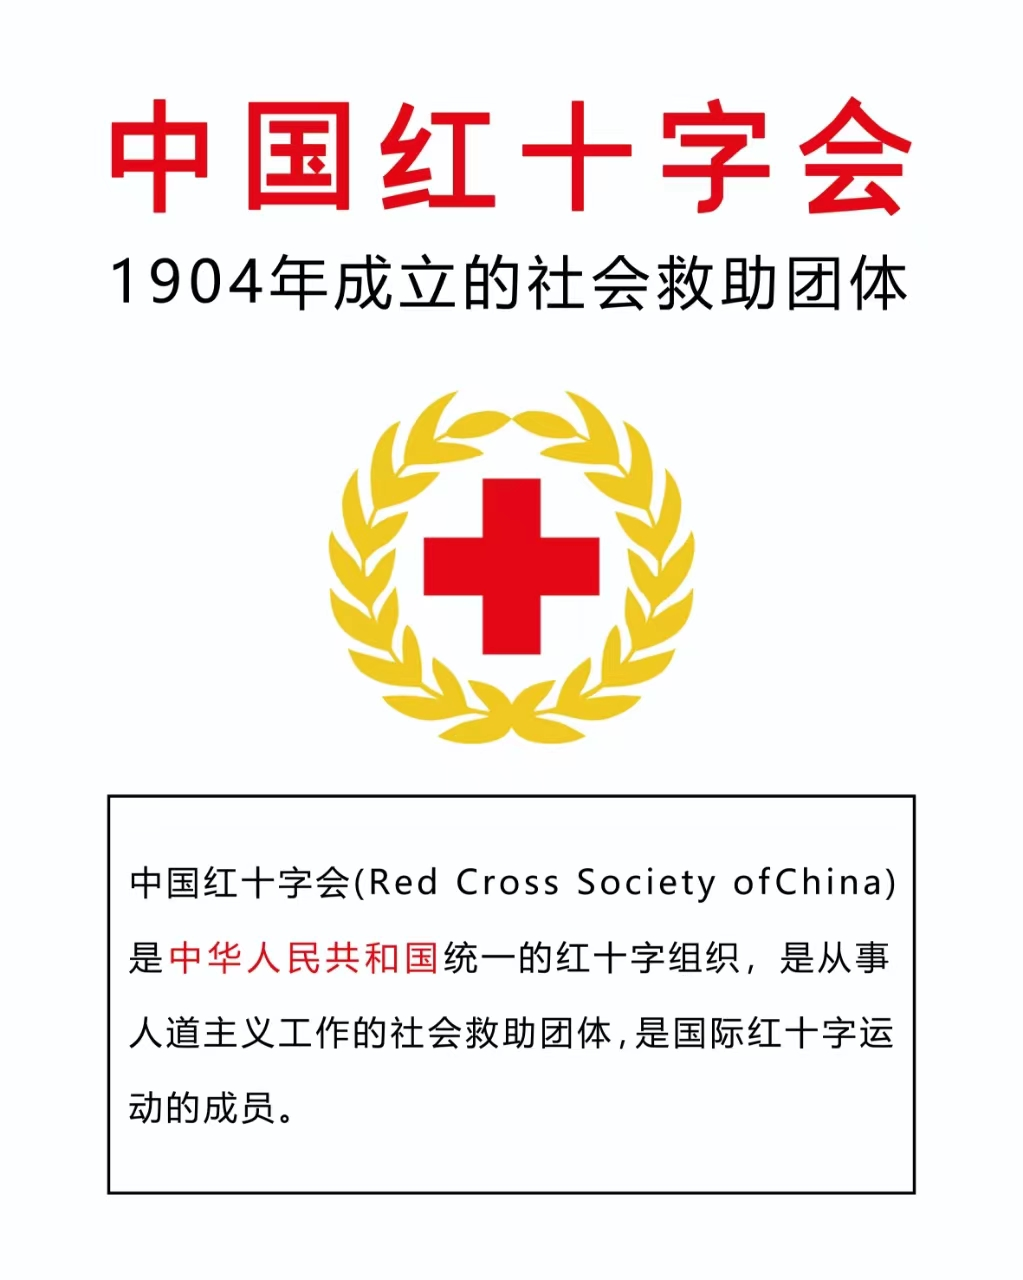 中国红十字会
1904年成立的社会救助团体
中国红十字会(Red Cross Society ofChina)
是中华人民共和国统一的红十字组织，是从事
人道主义工作的社会救助团体,是国际红十字运
动的成员。